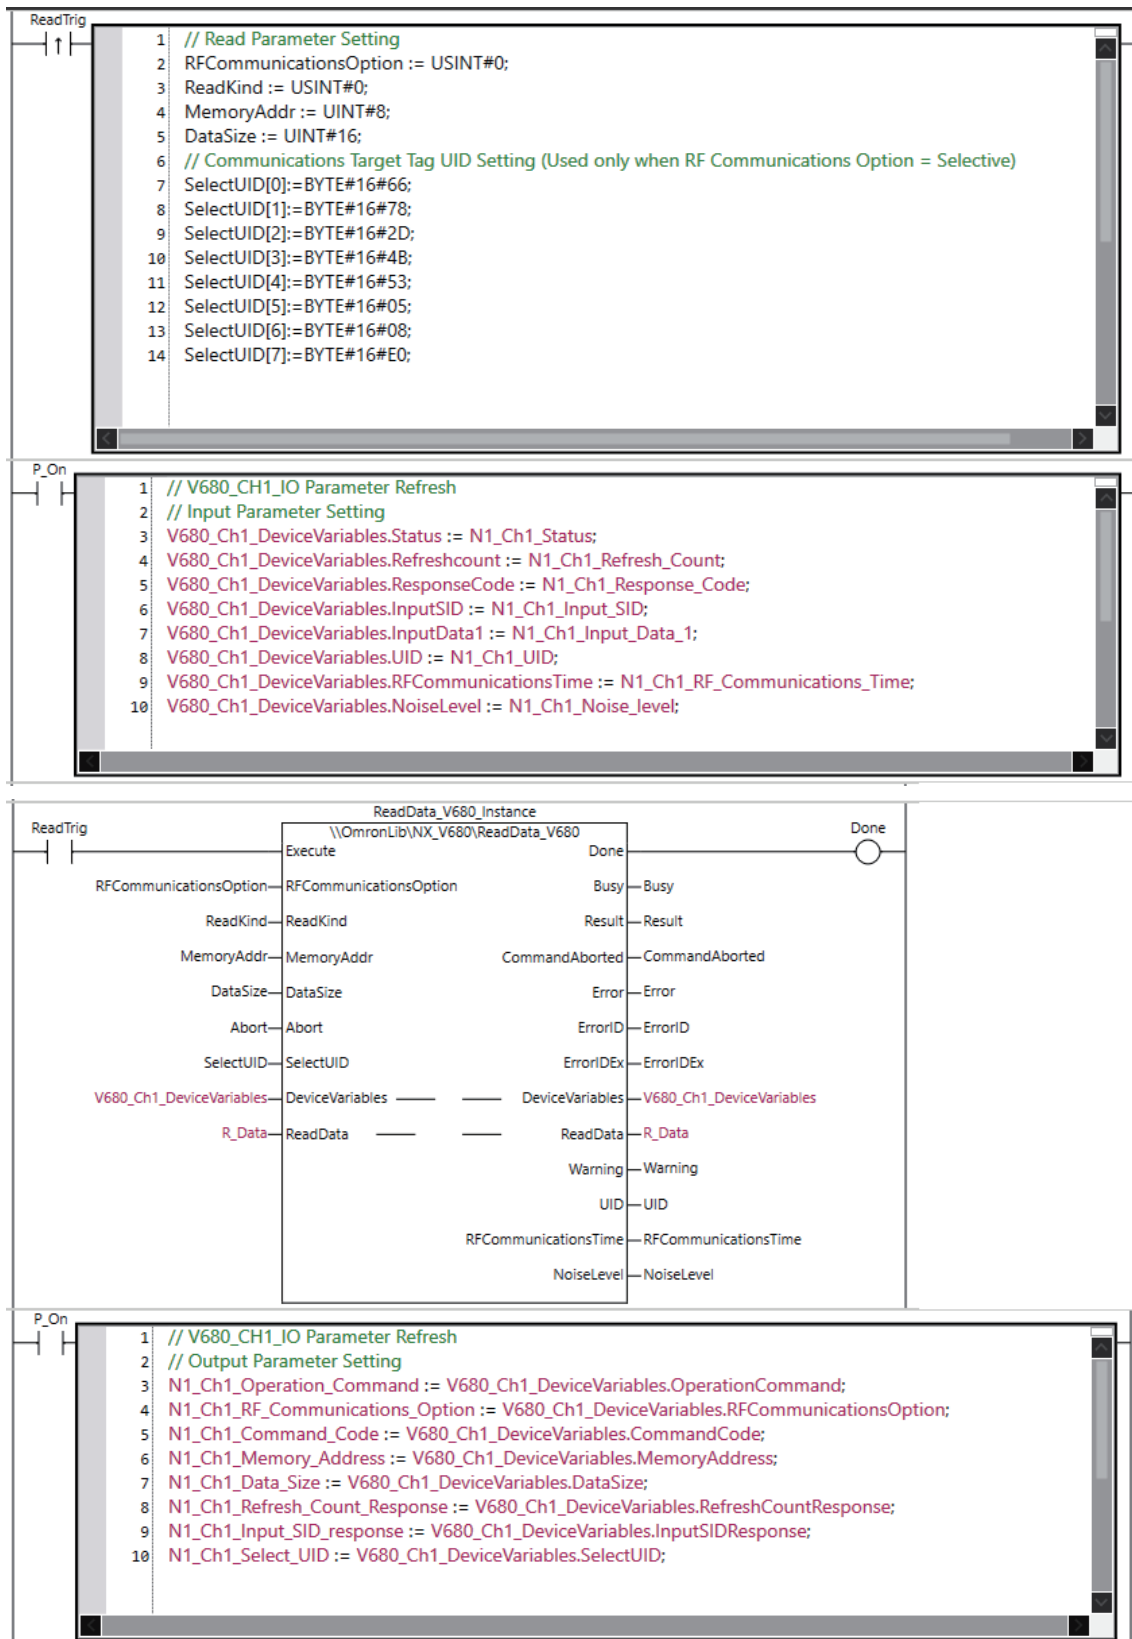 ReadTrig
1 // Read Parameter Setting
2 RFCommunicationsOption := USINT#0;
3 ReadKind := USINT#0;
4 MemoryAddr := UINT#8;
5 DataSize := UINT#16;
6 // Communications Target Tag UID Setting (Used only when RF Communications Option = Selective)
7 SelectUID[0]:=BYTE#16#66;
8 SelectUID[1]:=BYTE#16#78;
9 SelectUID[2]:=BYTE#16#2D;
10 SelectUID[3]:=BYTE#16#4B;
11 SelectUID[4]:=BYTE#16#53;
12 SelectUID[5]:=BYTE#16#05;
13 SelectUID[6]:=BYTE#16#08;
14 SelectUID[7]:=BYTE#16#E0;
P_On
1 // V680_CH1_IO Parameter Refresh
2 // Input Parameter Setting
3 V680_Ch1_DeviceVariables.Status := N1_Ch1_Status;
4 V680_Ch1_DeviceVariables.Refreshcount := N1_Ch1_Refresh_Count;
5 V680_Ch1_DeviceVariables.ResponseCode := N1_Ch1_Response_Code;
6 V680_Ch1_DeviceVariables.InputSID := N1_Ch1_Input_SID;
7 V680_Ch1_DeviceVariables.InputData1 := N1_Ch1_Input_Data_1;
8 V680_Ch1_DeviceVariables.UID := N1_Ch1_UID;
9 V680_Ch1_DeviceVariables.RFCommunicationsTime := N1_Ch1_RF_Communications_Time;
10 V680_Ch1_DeviceVariables.NoiseLevel := N1_Ch1_Noise_level;
ReadData_V680_Instance
ReadTrig \\OmronLib\NX_V680\ReadData_V680 Done
Execute Done
RFCommunicationsOption RFCommunicationsOption Busy Busy
ReadKind ReadKind Result Result
MemoryAddr MemoryAddr CommandAborted CommandAborted
DataSize DataSize Error Error
Abort Abort ErrorID ErrorID
SelectUID SelectUID ErrorIDEx ErrorIDEx
V680_Ch1_DeviceVariables DeviceVariables DeviceVariables V680_Ch1_DeviceVariables
R_Data ReadData ReadData R_Data
Warning Warning
UID UID
RFCommunicationsTime RFCommunicationsTime
NoiseLevel NoiseLevel
P_On
1 // V680_CH1_IO Parameter Refresh
2 // Output Parameter Setting
3 N1_Ch1_Operation_Command := V680_Ch1_DeviceVariables.OperationCommand;
4 N1_Ch1_RF_Communications_Option := V680_Ch1_DeviceVariables.RFCommunicationsOption;
5 N1_Ch1_Command_Code := V680_Ch1_DeviceVariables.CommandCode;
6 N1_Ch1_Memory_Address := V680_Ch1_DeviceVariables.MemoryAddress;
7 N1_Ch1_Data_Size := V680_Ch1_DeviceVariables.DataSize;
8 N1_Ch1_Refresh_Count_Response := V680_Ch1_DeviceVariables.RefreshCountResponse;
9 N1_Ch1_Input_SID_response := V680_Ch1_DeviceVariables.InputSIDResponse;
10 N1_Ch1_Select_UID := V680_Ch1_DeviceVariables.SelectUID;